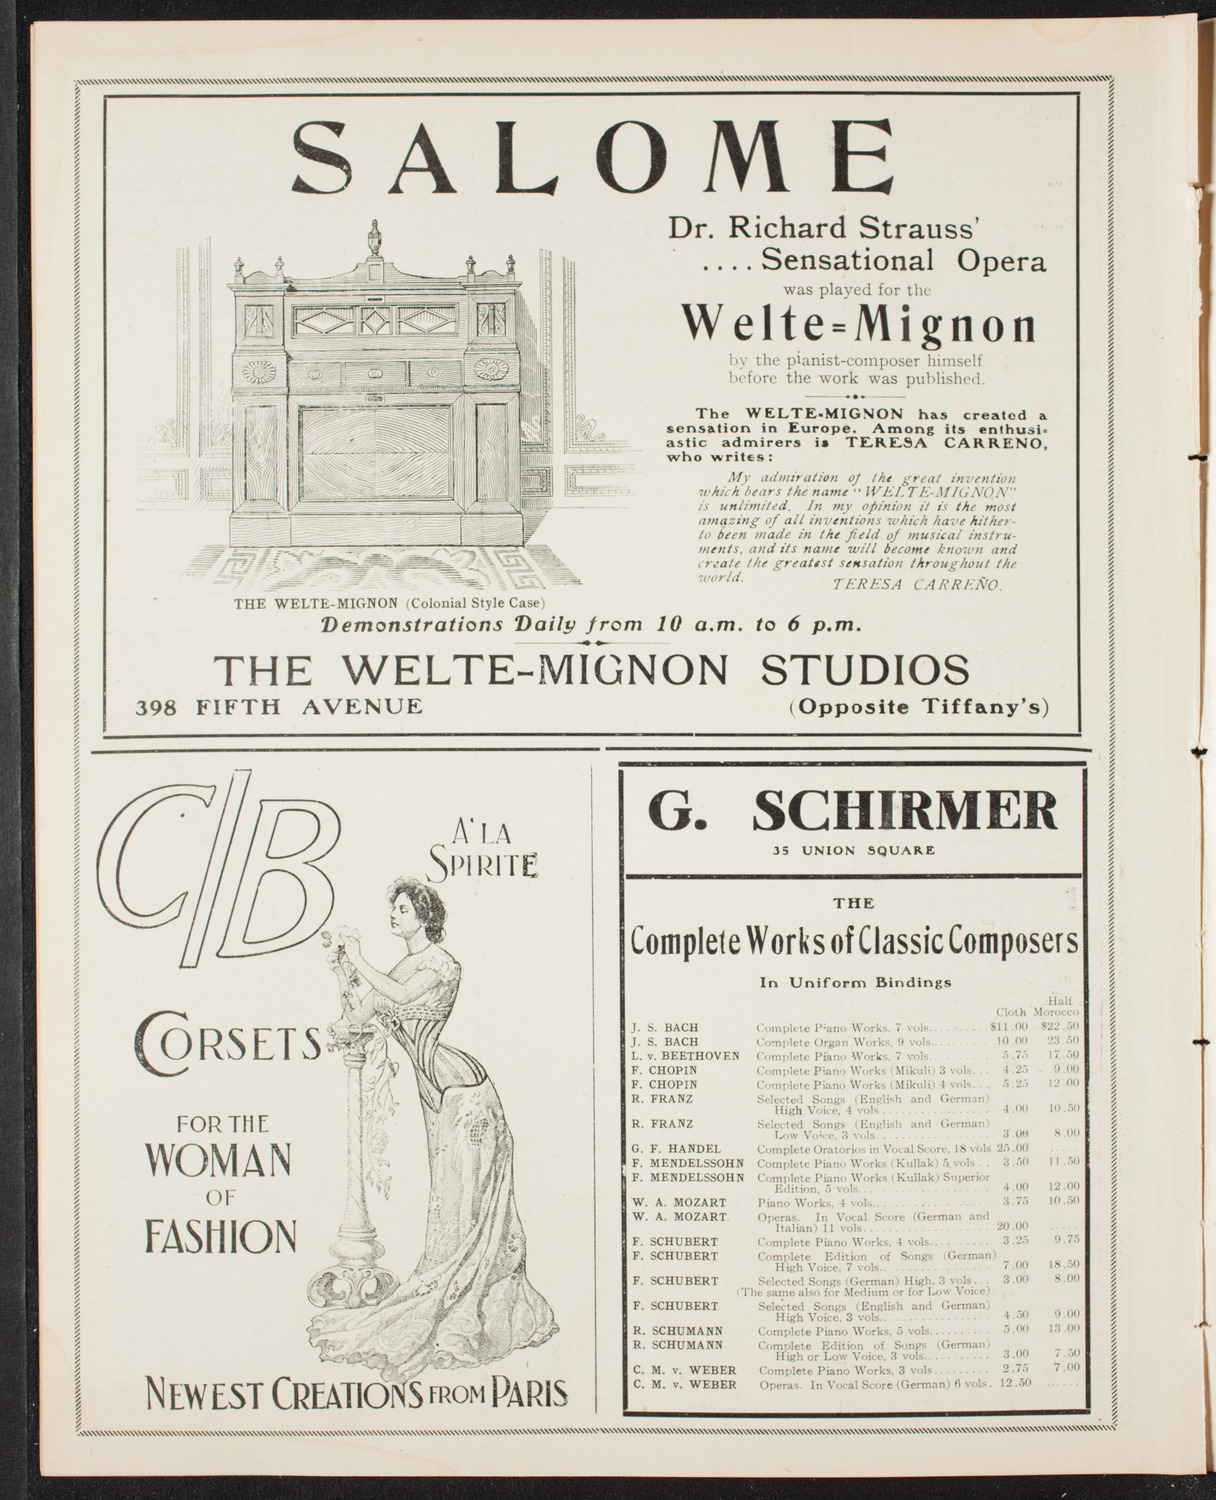 SALOME
Dr. Richard Strauss'
.... Sensational Opera
was played for the
Welte=Mignon
by the pianist-composer himself
before the work was published.
The WELTE-MIGNON has created a
sensation in Europe. Among its enthusi-
astic admirers is TERESA CARRENO,
who writes:
My admiration of the great invention
which bears the name "WELTE-MIGNON"
is unlimited. In my opinion it is the most
amazing of all inventions which have hither-
to been made in the field of musical instru-
ments, and its name will become known and
create the greatest sensation throughout the
world. TERESA CARREÑO.
THE WELTE-MIGNON (Colonial Style Case)
Demonstrations Daily from 10 a.m. to 6 p.m.
THE WELTE-MIGNON STUDIOS
398 FIFTH AVENUE (Opposite Tiffany's)
C/B
A' LA
SPIRITE
CORSETS
FOR THE
WOMAN
OF
FASHION
NEWEST CREATIONS FROM PARIS
G. SCHIRMER
35 UNION SQUARE
THE
Complete Works of Classic Composers
In Uniform Bindings
Half
Cloth Morocco
J. S. BACH Complete Piano Works, 7 vols......... $11.00 $22.50
J. S. BACH Complete Organ Works, 9 vols.......... 10.00 23.50
L. v. BEETHOVEN Complete Piano Works, 7 vols.......... 5.75 17.50
F. CHOPIN Complete Piano Works (Mikuli) 3 vols... 4.25 9.00
F. CHOPIN Complete Piano Works (Mikuli) 4 vols... 5.25 12.00
R. FRANZ Selected Songs (English and German)
High Voice, 4 vols................ 4.00 10.50
R. FRANZ Selected Songs (English and German)
Low Voice, 3 vols................. 3.00 8.00
G. F. HANDEL Complete Oratorios in Vocal Score, 18 vols 25.00 .....
F. MENDELSSOHN Complete Piano Works (Kullak) 5 vols .. 3.50 11.50
F. MENDELSSOHN Complete Piano Works (Kullak) Superior
Edition, 5 vols................... 4.00 12.00
W. A. MOZART Piano Works, 4 vols.................. 3.75 10.50
W. A. MOZART. Operas. In Vocal Score (German and
Italian) 11 vols................... 20.00 .....
F. SCHUBERT Complete Piano Works, 4 vols.......... 3.25 9.75
F. SCHUBERT Complete Edition of Songs (German)
High Voice, 7 vols................ 7.00 18.50
F. SCHUBERT Selected Songs (German) High, 3 vols... 3.00 8.00
(The same also for Medium or for Low Voice)
F. SCHUBERT Selected Songs (English and German)
High Voice, 3 vols................ 4.50 9.00
R. SCHUMANN Complete Piano Works, 5 vols.......... 5.00 13.00
R. SCHUMANN Complete Edition of Songs (German)
High or Low Voice, 3 vols........... 3.00 7.50
C. M. v. WEBER Complete Piano Works, 3 vols......... 2.75 7.00
C. M. v. WEBER Operas. In Vocal Score (German) 6 vols. 12.50 ......